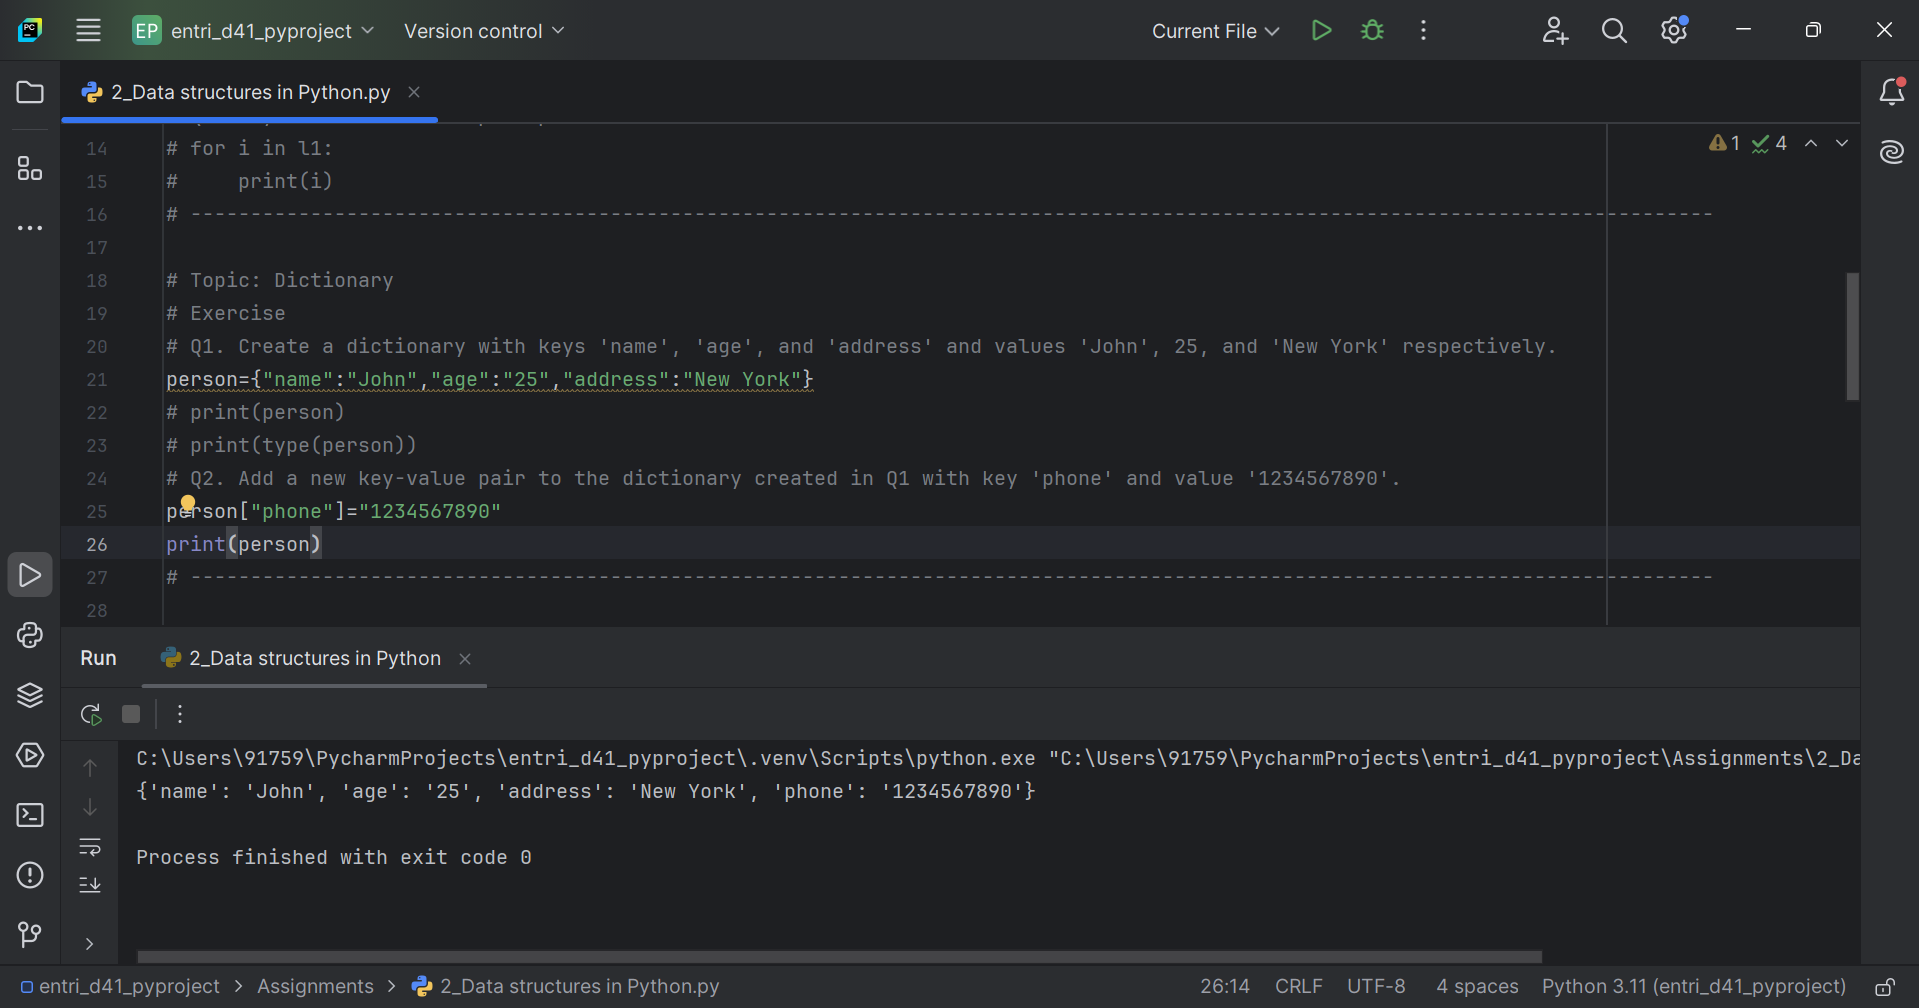 EP entri_d41_pyproject Version control Current File
2_Data structures in Python.py
14 # for i in l1:
15 #     print(i)
16 # -------------------------------------------------------------------------------------------------------------------------------
17
18 # Topic: Dictionary
19 # Exercise
20 # Q1. Create a dictionary with keys 'name', 'age', and 'address' and values 'John', 25, and 'New York' respectively.
21 person={"name":"John","age":"25","address":"New York"}
22 # print(person)
23 # print(type(person))
24 # Q2. Add a new key-value pair to the dictionary created in Q1 with key 'phone' and value '1234567890'.
25 person["phone"]="1234567890"
26 print(person)
27 # -------------------------------------------------------------------------------------------------------------------------------
28
1 4
Run 2_Data structures in Python
C:\Users\91759\PycharmProjects\entri_d41_pyproject\.venv\Scripts\python.exe "C:\Users\91759\PycharmProjects\entri_d41_pyproject\Assignments\2_Da
{'name': 'John', 'age': '25', 'address': 'New York', 'phone': '1234567890'}
Process finished with exit code 0
entri_d41_pyproject > Assignments > 2_Data structures in Python.py 26:14 CRLF UTF-8 4 spaces Python 3.11 (entri_d41_pyproject)